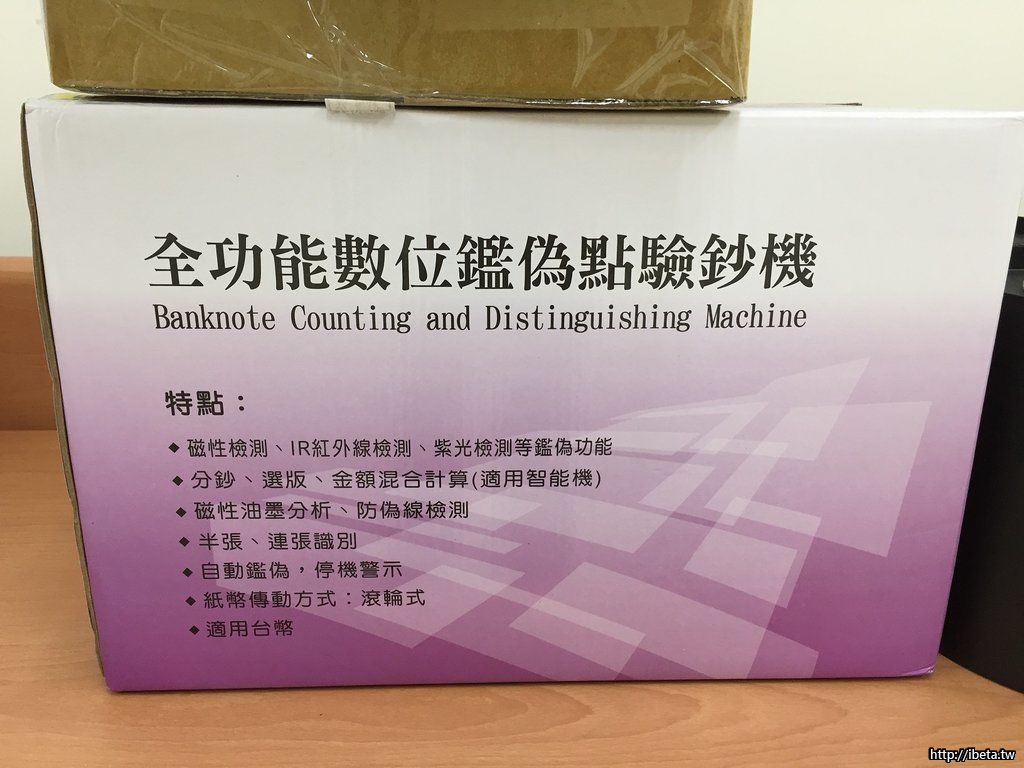 全功能數位鑑偽點驗鈔機
Banknote Counting and Distinguishing Machine
特點：
◆磁性檢測、IR紅外線檢測、紫光檢測等鑑偽功能
◆分鈔、選版、金額混合計算(適用智能機)
◆磁性油墨分析、防偽線檢測
◆半張、連張識別
◆自動鑑偽，停機警示
◆紙幣傳動方式：滾輪式
◆適用台幣
http://ibeta.tw